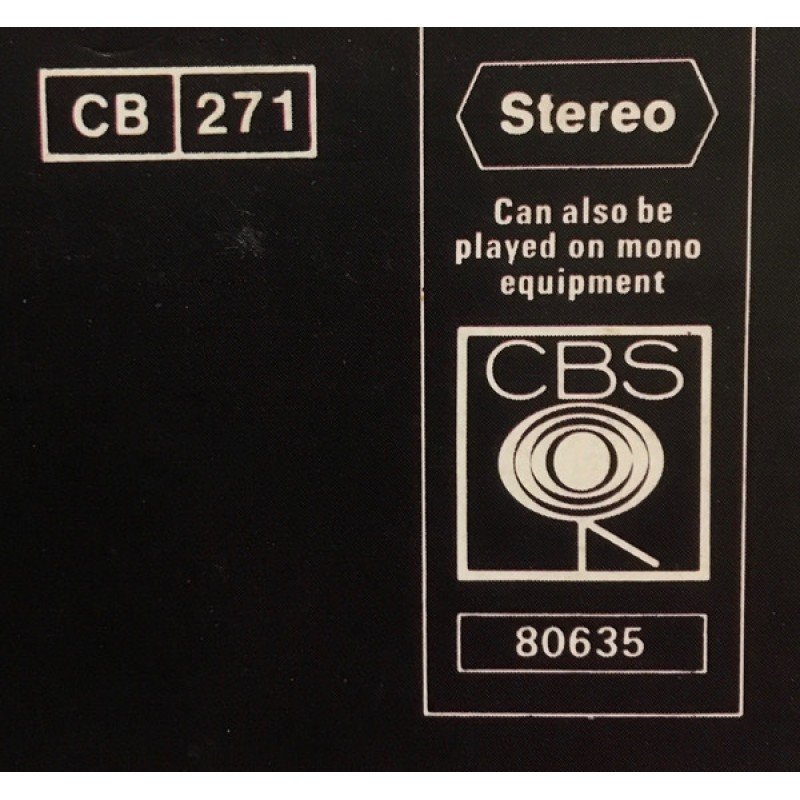 CB 271
Stereo
Can also be
played on mono
equipment
CBS
80635